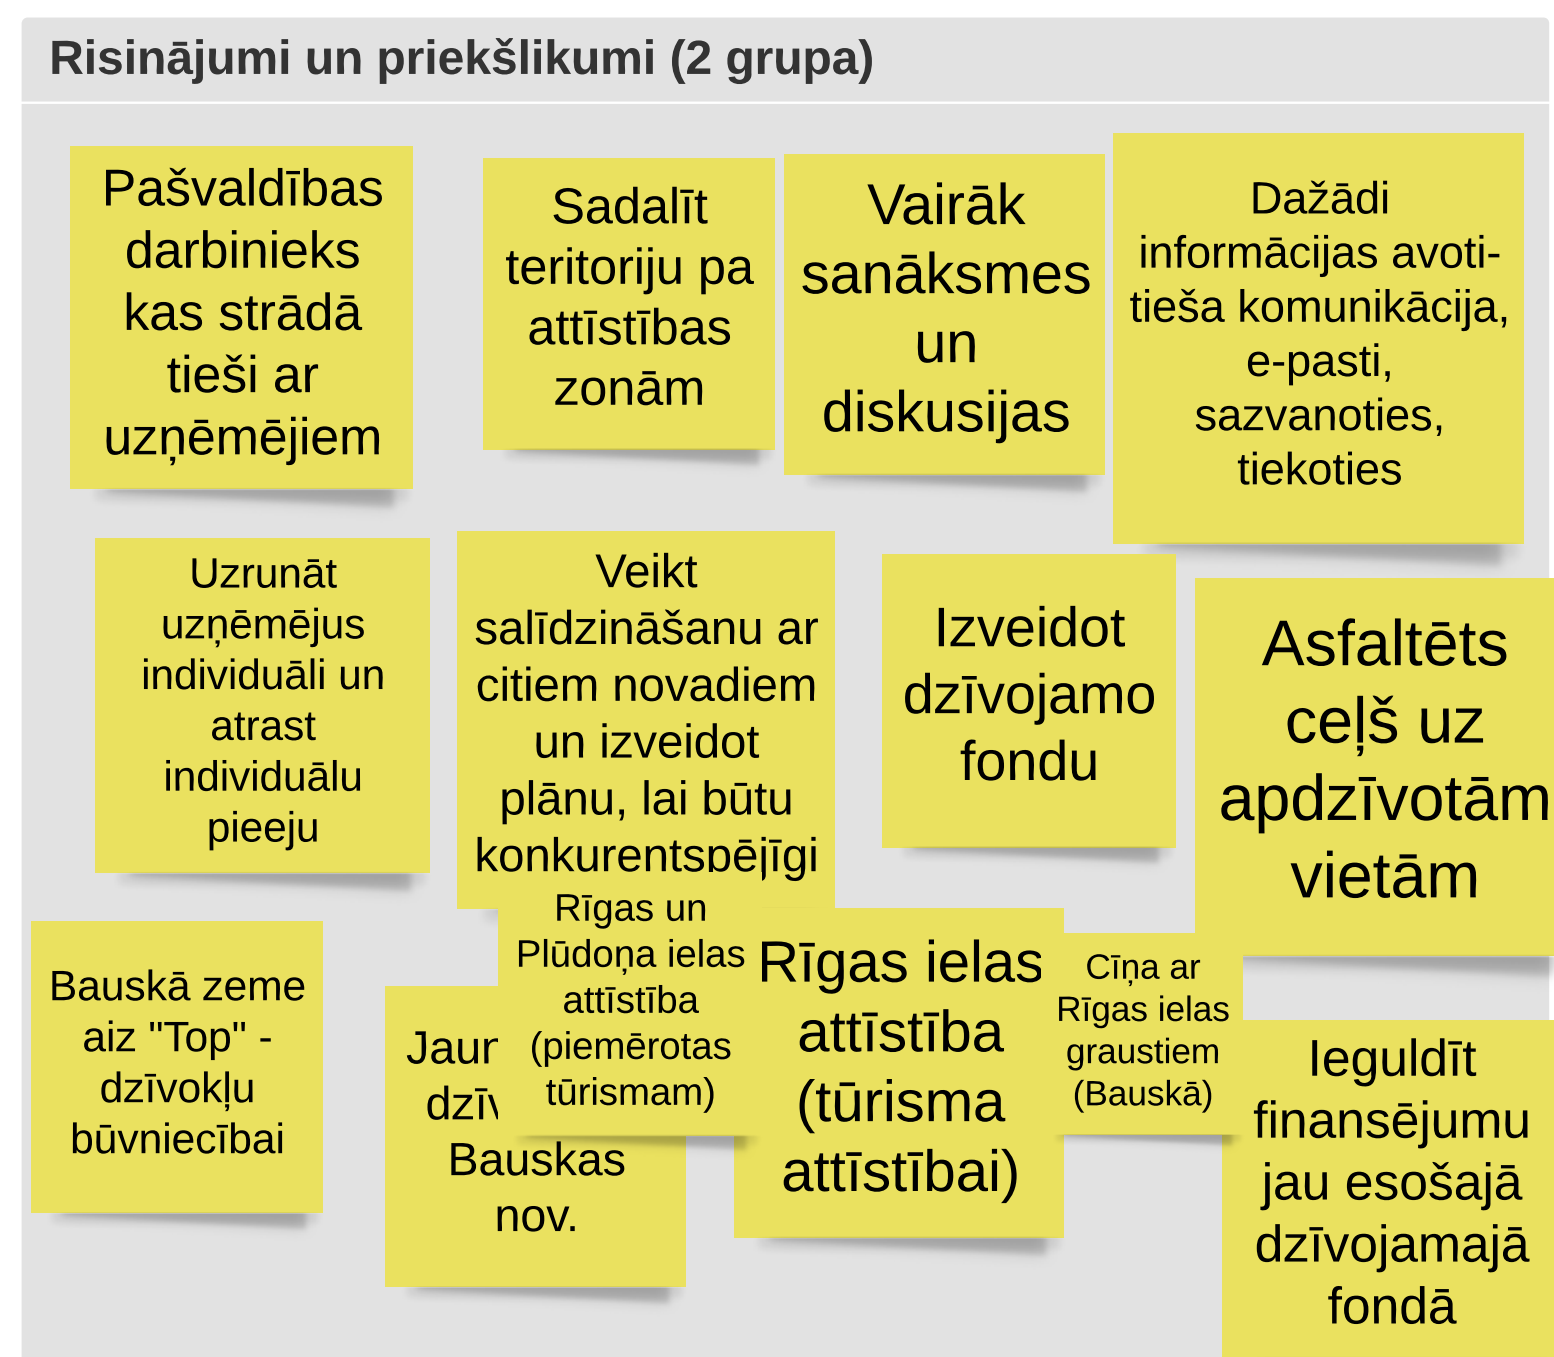 Risinājumi un priekšlikumi (2 grupa)
Pašvaldības
darbinieks
kas strādā
tieši ar
uzņēmējiem
Sadalīt
teritoriju pa
attīstības
zonām
Vairāk
sanāksmes
un
diskusijas
Dažādi
informācijas avoti-
tieša komunikācija,
e-pasti,
sazvanoties,
tiekoties
Uzrunāt
uzņēmējus
individuāli un
atrast
individuālu
pieeju
Veikt
salīdzināšanu ar
citiem novadiem
un izveidot
plānu, lai būtu
konkurentspējīgi
Izveidot
dzīvojamo
fondu
Asfaltēts
ceļš uz
apdzīvotām
vietām
Bauskā zeme
aiz "Top" -
dzīvokļu
būvniecībai
Bauskas
nov.
Rīgas un
Plūdoņa ielas
attīstība
(piemērotas
tūrismam)
Rīgas ielas
attīstība
(tūrisma
attīstībai)
Cīņa ar
Rīgas ielas
graustiem
(Bauskā)
Ieguldīt
finansējumu
jau esošajā
dzīvojamajā
fondā